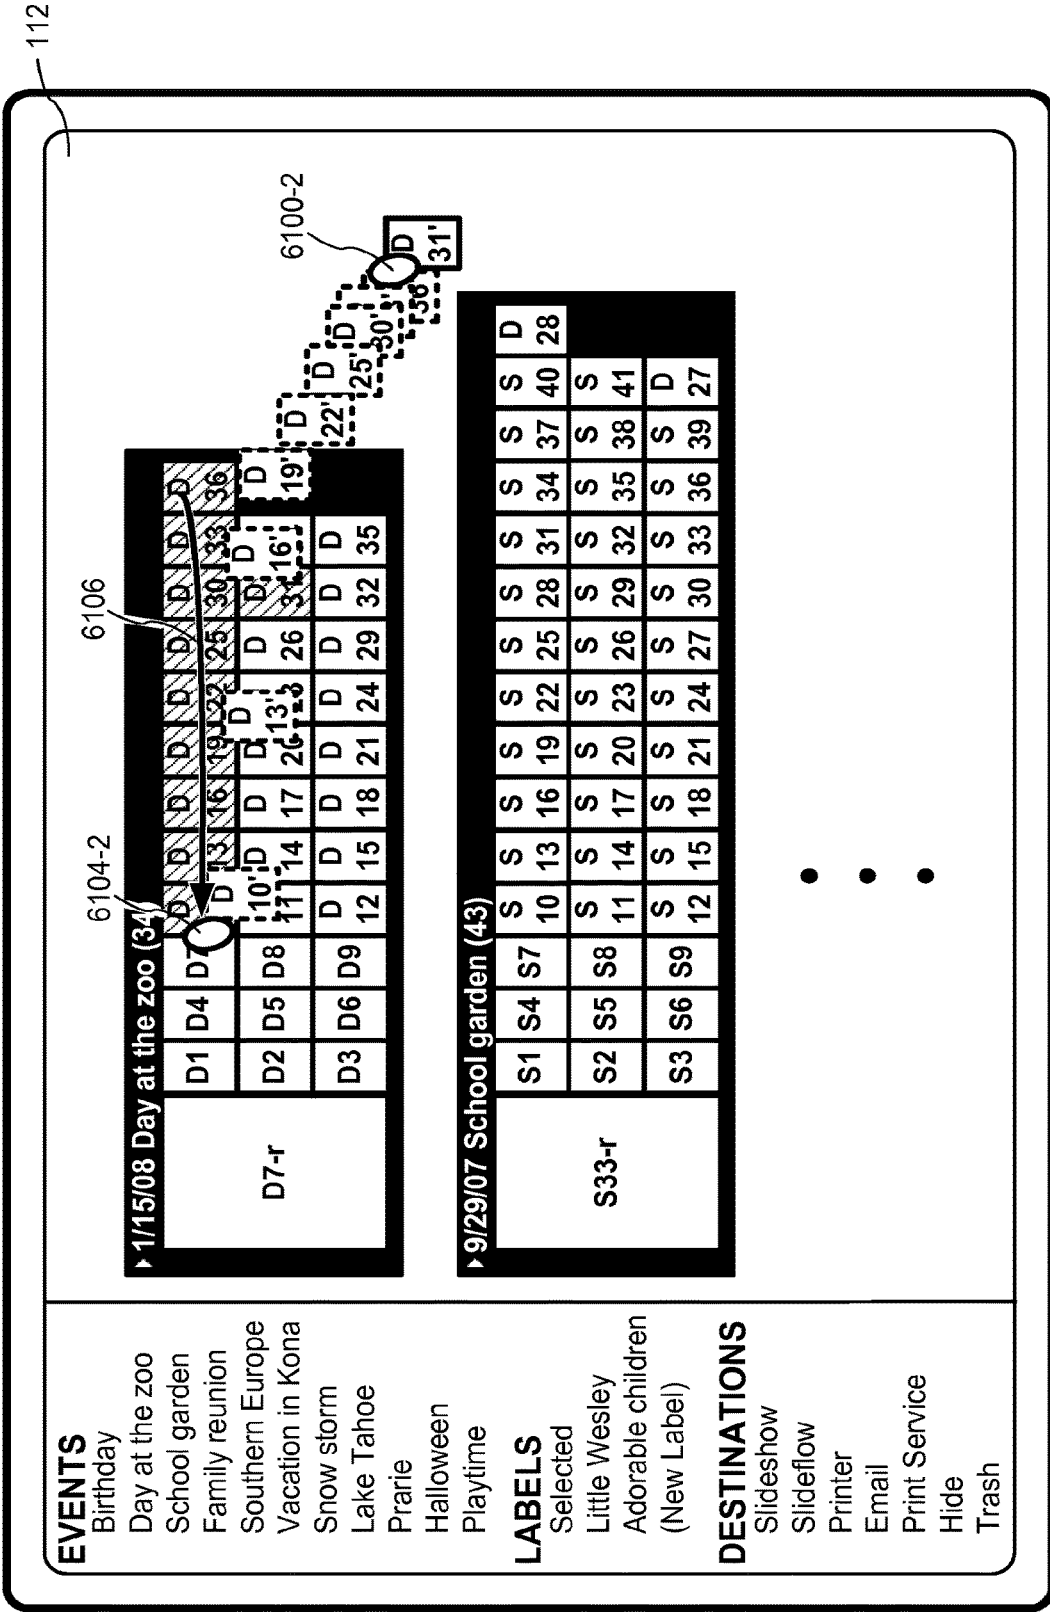 112
EVENTS
Birthday
Day at the zoo
School garden
Family reunion
Southern Europe
Vacation in Kona
Snow storm
Lake Tahoe
Prarie
Halloween
Playtime
LABELS
Selected
Little Wesley
Adorable children
(New Label)
DESTINATIONS
Slideshow
Slideflow
Printer
Email
Print Service
Hide
Trash
6104-2
6106
6100-2
1/15/08 Day at the zoo (34
D7-r
D1 D4 D7 D D D D D D D D D
13 16 19 22 25 30 33 36
D2 D5 D8 D D D D D
11 14 17 20 26 31
D3 D6 D9 D D D D D D D D
12 15 18 21 24 29 32 35
D
10'
D
13'
D
16'
D
19'
D
22'
D
25'
D
30'
36'
D
31'
9/29/07 School garden (43)
S33-r
S1 S4 S7 S S S S S S S S S S S D
10 13 16 19 22 25 28 31 34 37 40 28
S2 S5 S8 S S S S S S S S S S S
11 14 17 20 23 26 29 32 35 38 41
S3 S6 S9 S S S S S S S S S S D
12 15 18 21 24 27 30 33 36 39 27